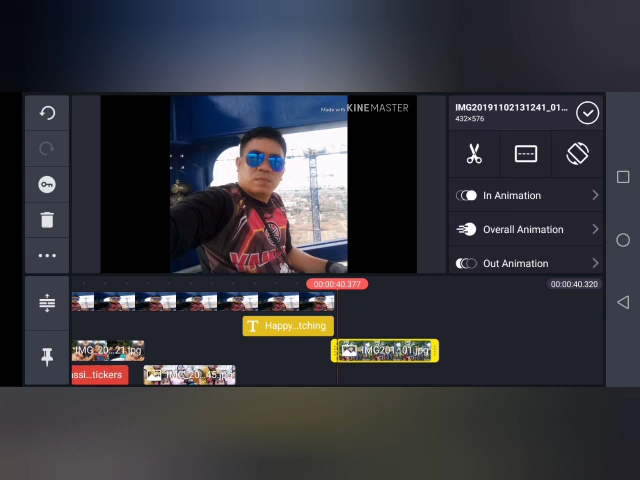 Made with KINEMASTER
IMG20191102131241_01...
432×576
In Animation
Overall Animation
Out Animation
00:00:40.377
00:00:40.320
T Happy...tching
IMG_20...21.jpg
IMG201...01.jpg
assi...tickers
IMG_20...45.jpg